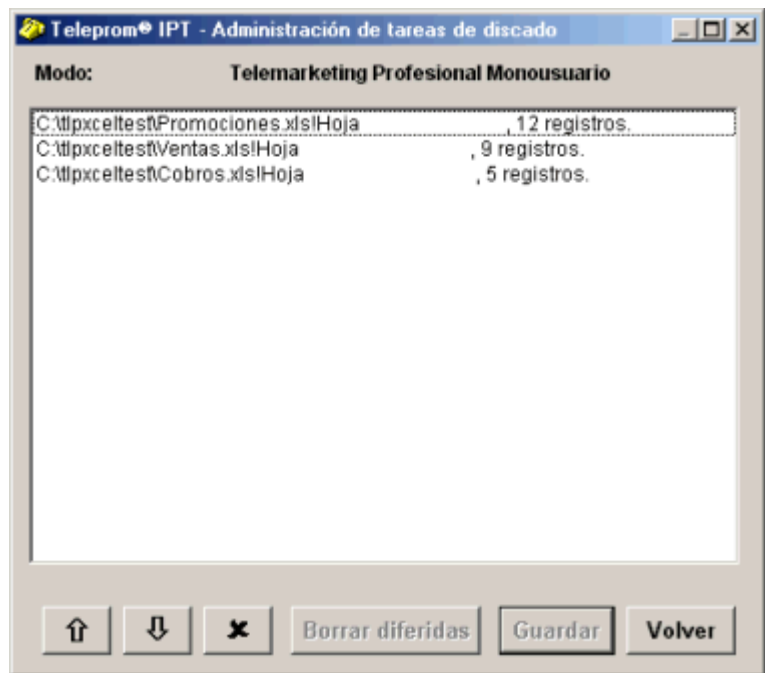 Teleprom® IPT - Administración de tareas de discado
Modo: Telemarketing Profesional Monousuario
C:\tlpxceltest\Promociones.xls!Hoja , 12 registros.
C:\tlpxceltest\Ventas.xls!Hoja , 9 registros.
C:\tlpxceltest\Cobros.xls!Hoja , 5 registros.
Borrar diferidas Guardar Volver